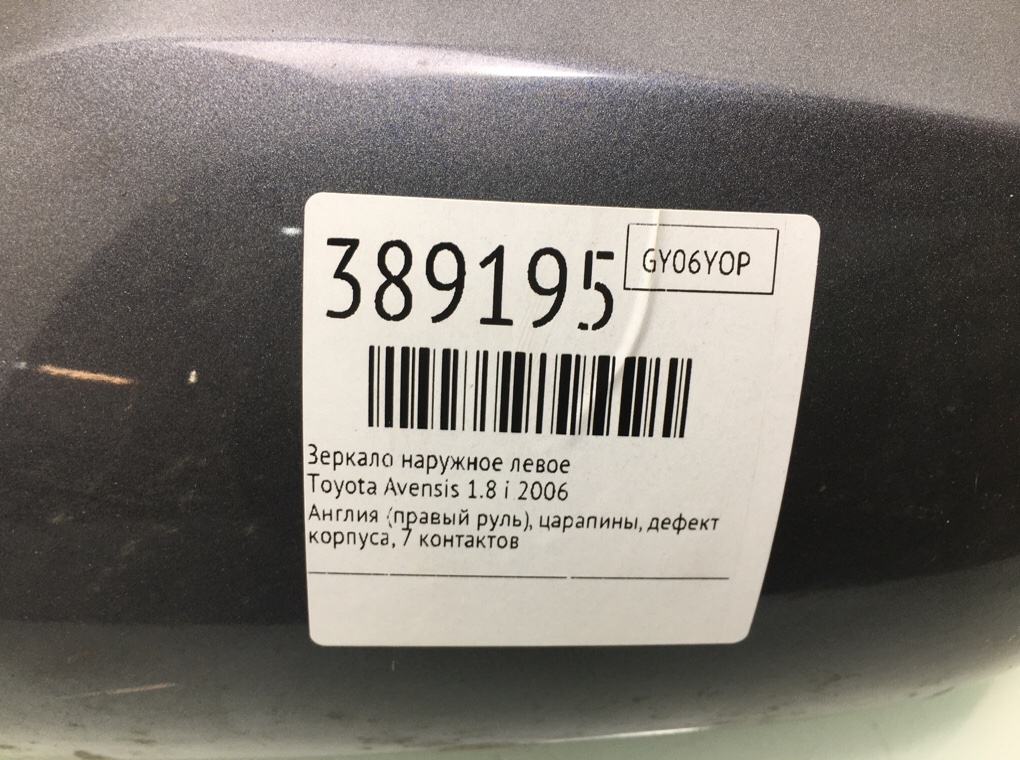 389195
GY06YOP
Зеркало наружное левое
Toyota Avensis 1.8 i 2006
Англия (правый руль), царапины, дефект
корпуса, 7 контактов